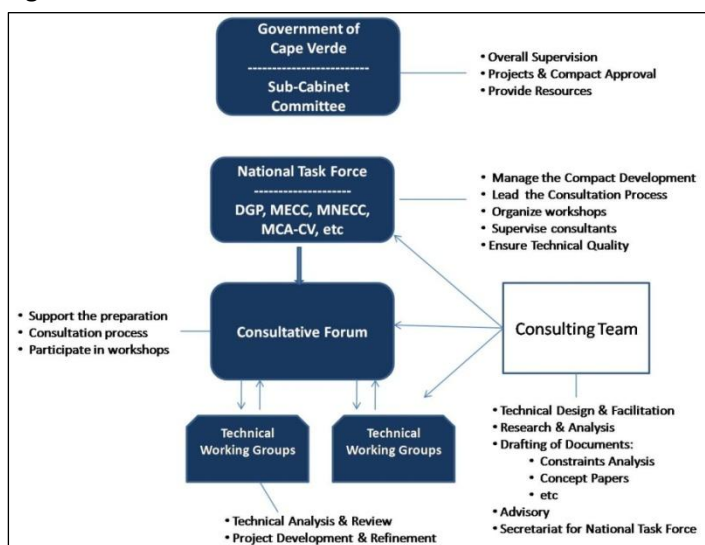 Government of
Cape Verde
------------------------
Sub-Cabinet
Committee
• Overall Supervision
• Projects & Compact Approval
• Provide Resources
National Task Force
--------------------
DGP, MECC, MNECC,
MCA-CV, etc
• Manage the Compact Development
• Lead the Consultation Process
• Organize workshops
• Supervise consultants
• Ensure Technical Quality
• Support the preparation
• Consultation process
• Participate in workshops
Consultative Forum
Consulting Team
Technical
Working Groups
Technical
Working Groups
• Technical Design & Facilitation
• Research & Analysis
• Drafting of Documents:
• Constraints Analysis
• Concept Papers
• etc
• Advisory
• Secretariat for National Task Force
• Technical Analysis & Review
• Project Development & Refinement